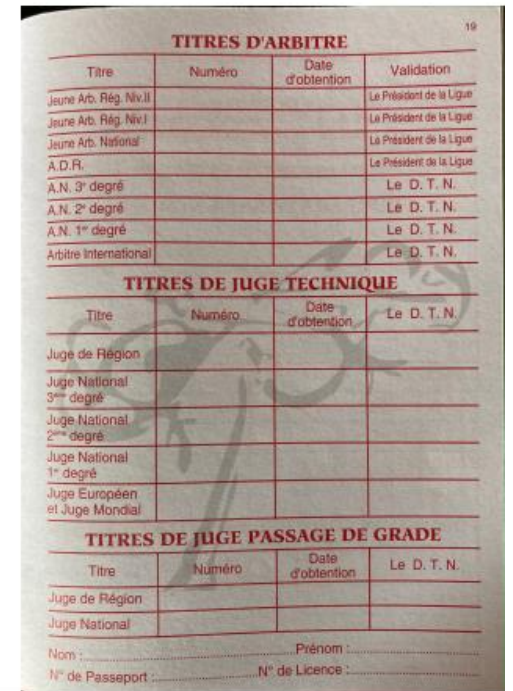 19
TITRES D'ARBITRE
Titre Numéro Date d'obtention Validation
Jeune Arb. Rég. Niv.II Le Président de la Ligue
Jeune Arb. Rég. Niv.I Le Président de la Ligue
Jeune Arb. National Le Président de la Ligue
A.D.R. Le Président de la Ligue
A.N. 3e degré Le D. T. N.
A.N. 2e degré Le D. T. N.
A.N. 1er degré Le D. T. N.
Arbitre International Le D. T. N.
TITRES DE JUGE TECHNIQUE
Titre Numéro Date d'obtention Le D. T. N.
Juge de Région
Juge National
3ème degré
Juge National
2ème degré
Juge National
1er degré
Juge Européen
et Juge Mondial
TITRES DE JUGE PASSAGE DE GRADE
Titre Numéro Date d'obtention Le D. T. N.
Juge de Région
Juge National
Nom : Prénom :
N° de Passeport : N° de Licence :